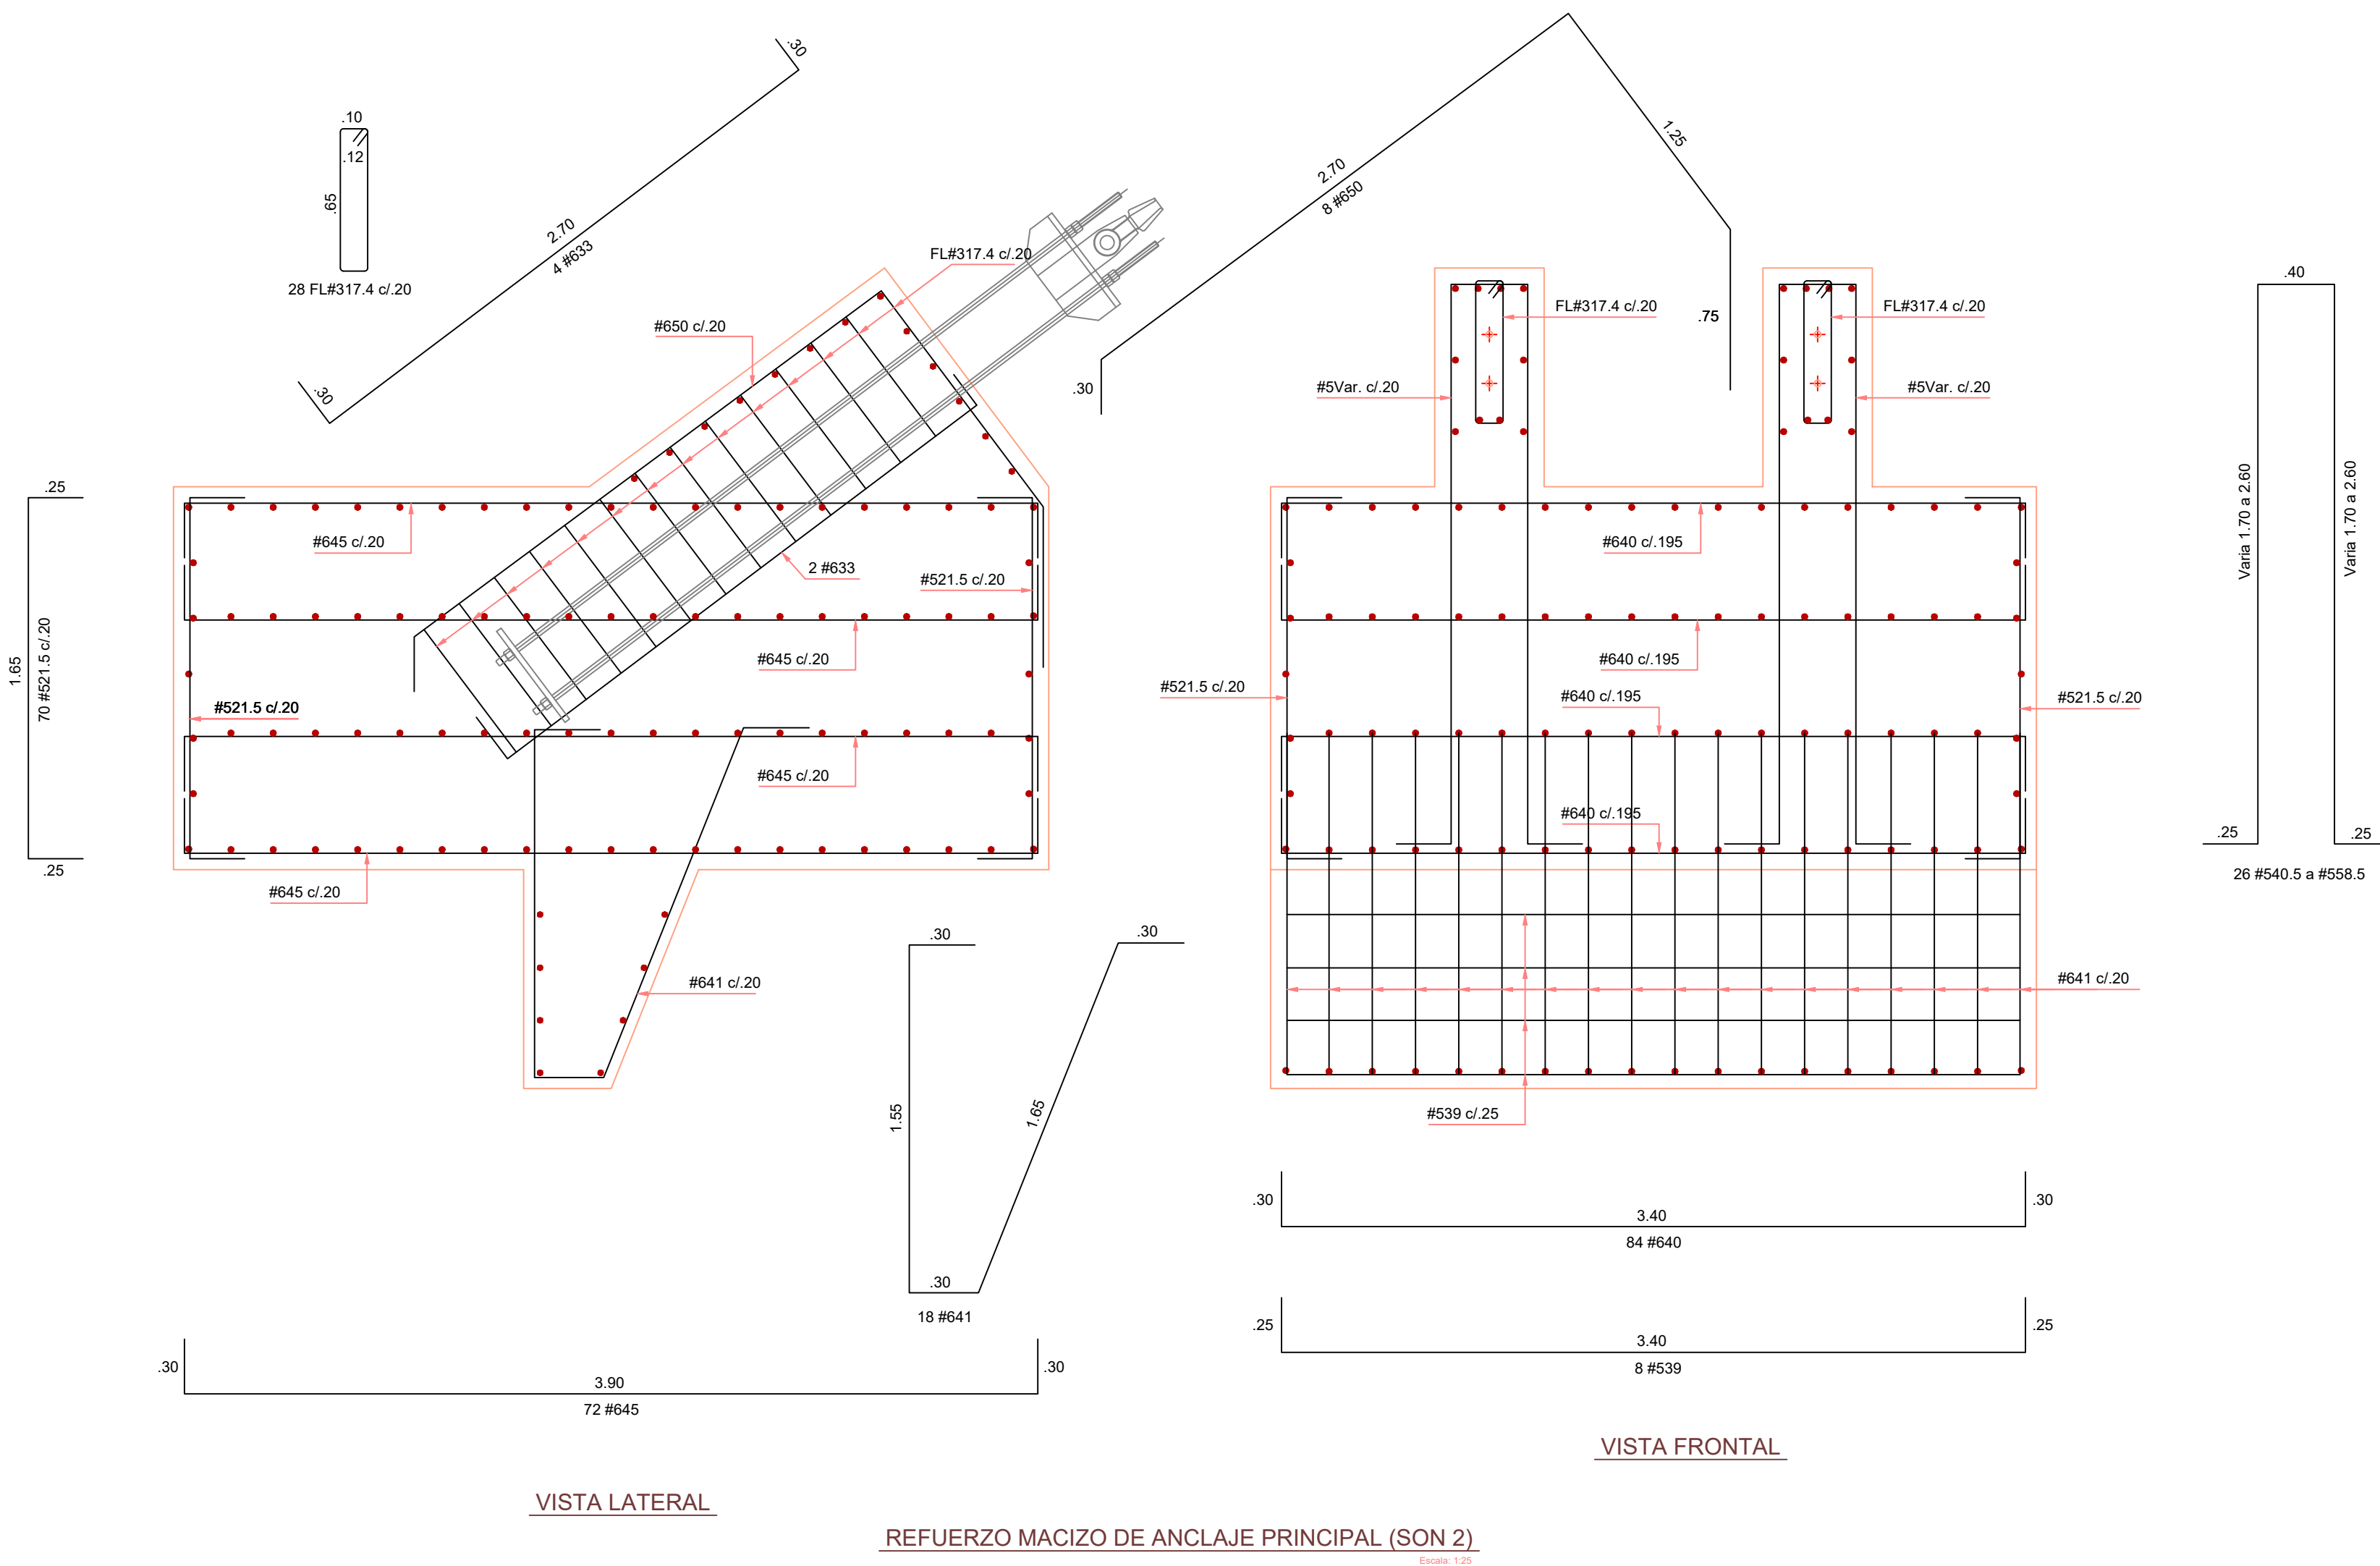 .30
2.70
4 #633
.30
.10
.12
.65
28 FL#317.4 c/.20
2.70
8 #650
1.25
.75
.30
FL#317.4 c/.20
#650 c/.20
#645 c/.20
2 #633
#521.5 c/.20
#645 c/.20
#521.5 c/.20
#645 c/.20
#645 c/.20
#641 c/.20
.25
1.65
70 #521.5 c/.20
.25
FL#317.4 c/.20
FL#317.4 c/.20
#5Var. c/.20
#5Var. c/.20
#640 c/.195
#640 c/.195
#521.5 c/.20
#640 c/.195
#521.5 c/.20
#640 c/.195
#641 c/.20
#539 c/.25
.40
Varia 1.70 a 2.60
Varia 1.70 a 2.60
.25
.25
26 #540.5 a #558.5
.30
.30
1.55
1.65
.30
18 #641
.30
.30
3.90
72 #645
.30
.30
3.40
84 #640
.25
.25
3.40
8 #539
VISTA FRONTAL
VISTA LATERAL
REFUERZO MACIZO DE ANCLAJE PRINCIPAL (SON 2)
Escala: 1:25